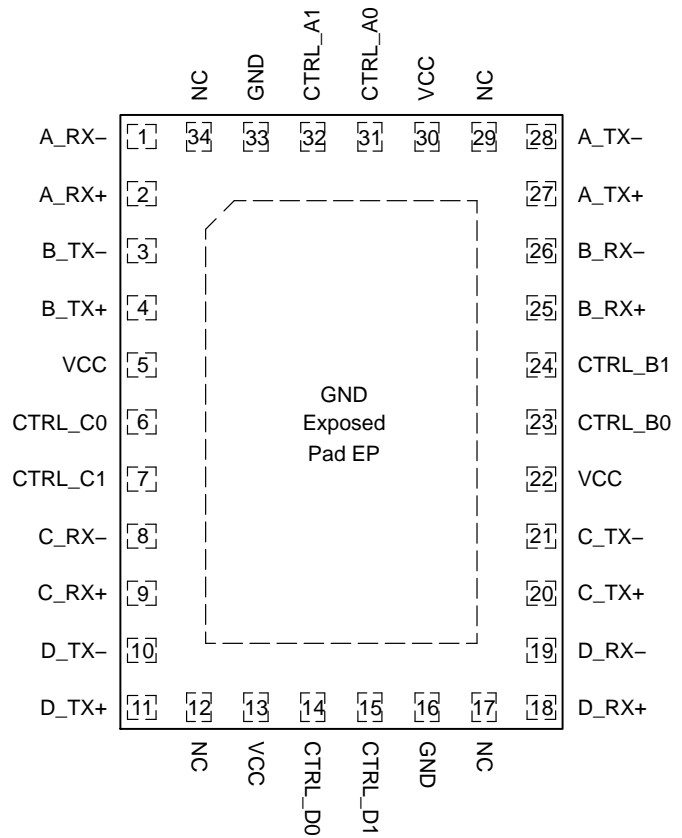 NC
GND
CTRL_A1
CTRL_A0
VCC
NC
A_RX– 1 34 33 32 31 30 29 28 A_TX–
A_RX+ 2 27 A_TX+
B_TX– 3 26 B_RX–
B_TX+ 4 25 B_RX+
VCC 5 24 CTRL_B1
GND
CTRL_C0 6 Exposed 23 CTRL_B0
Pad EP
CTRL_C1 7 22 VCC
C_RX– 8 21 C_TX–
C_RX+ 9 20 C_TX+
D_TX– 10 19 D_RX–
D_TX+ 11 12 13 14 15 16 17 18 D_RX+
NC
VCC
CTRL_D0
CTRL_D1
GND
NC